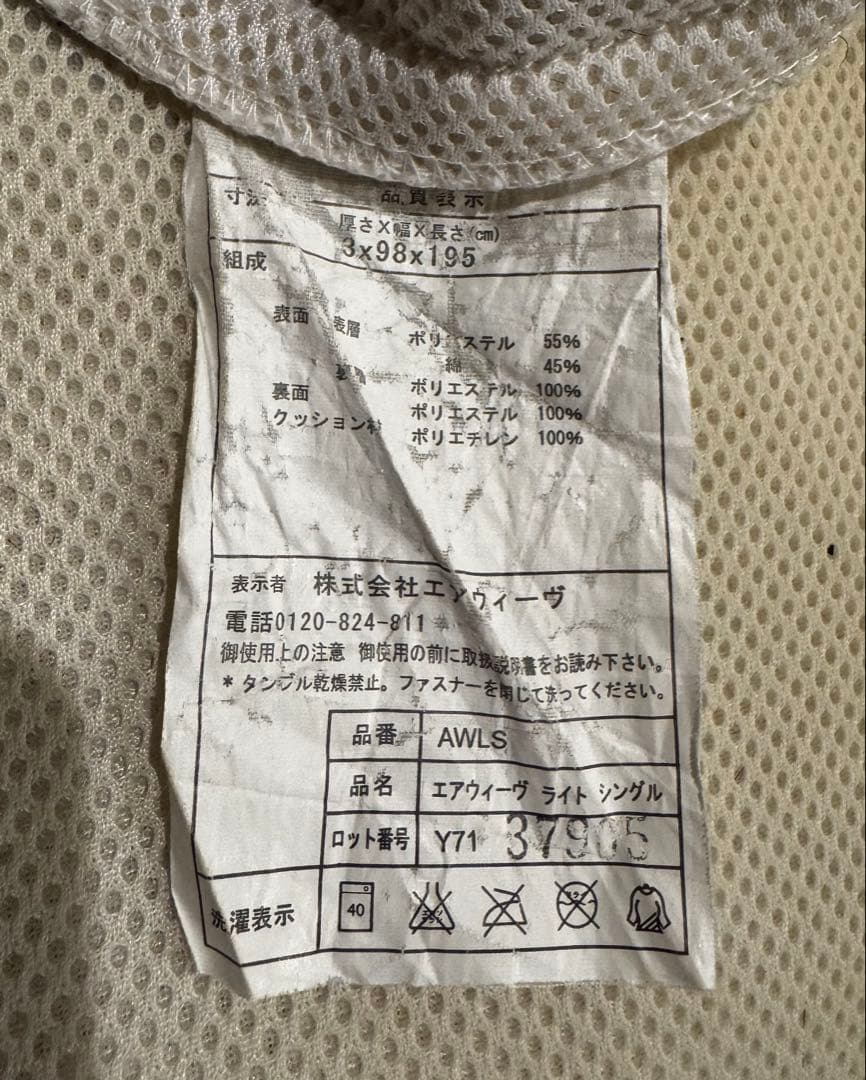 品質表示
寸法
厚さX幅X長さ(cm)
3x98x195
組成
表面 表層 ポリエステル 55%
綿 45%
ポリエステル 100%
裏面 ポリエステル 100%
クッション材 ポリエチレン 100%
表示者 株式会社エアウィーヴ
電話0120-824-811
御使用上の注意 御使用の前に取扱説明書をお読み下さい。
* タンブル乾燥禁止。ファスナーを閉じて洗ってください。
品番 AWLS
品名 エアウィーヴ ライト シングル
ロット番号 Y71 37905
洗濯表示 40